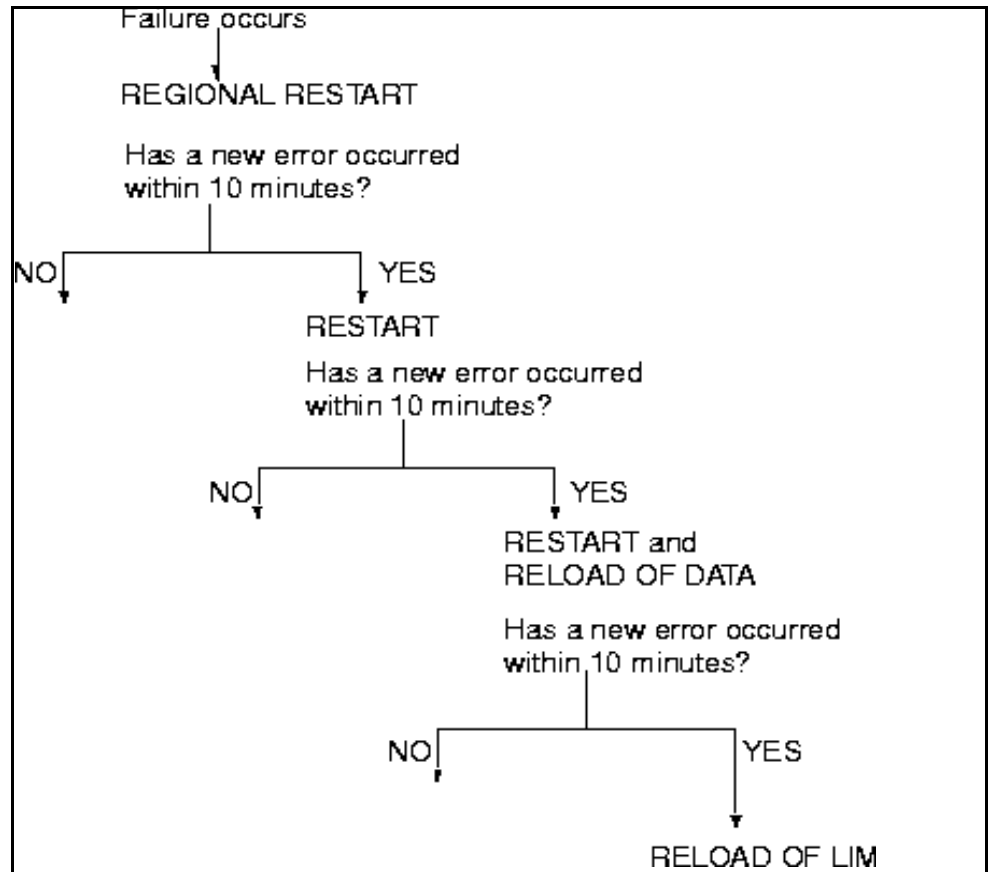 Failure occurs
REGIONAL RESTART
Has a new error occurred
within 10 minutes?
NO
YES
RESTART
Has a new error occurred
within 10 minutes?
NO
YES
RESTART and
RELOAD OF DATA
Has a new error occurred
within 10 minutes?
NO
YES
RELOAD OF LIM